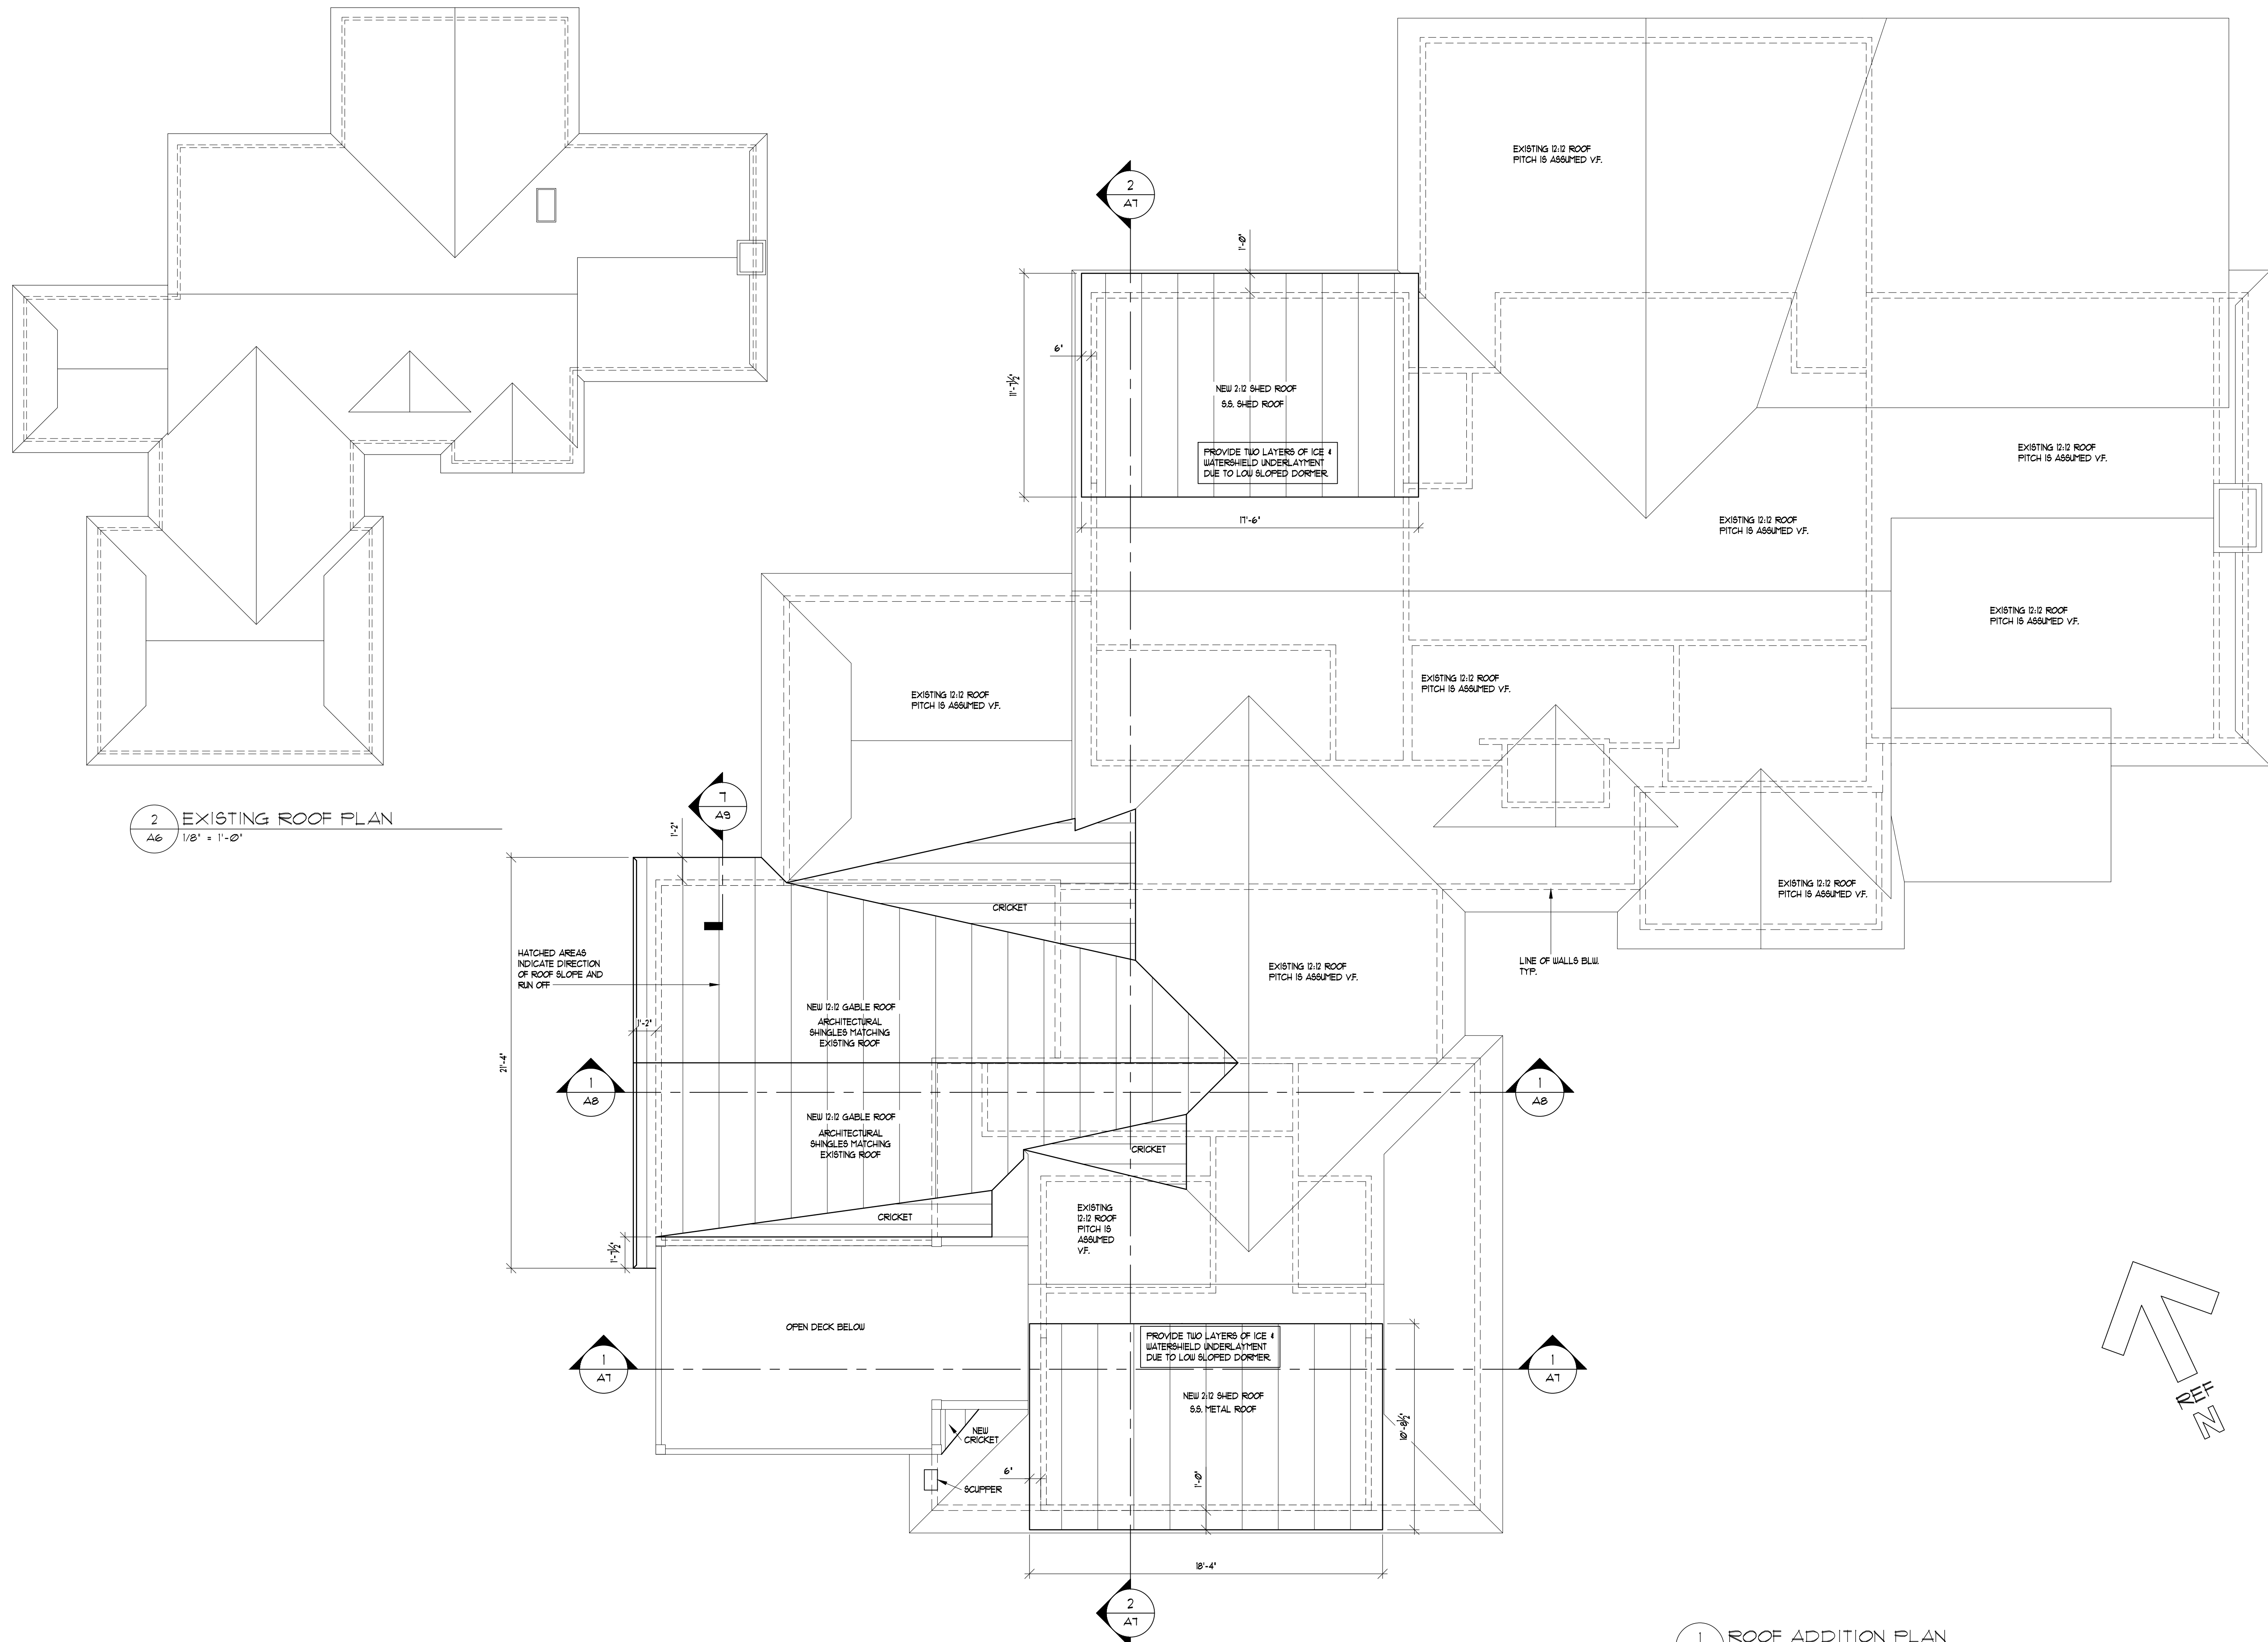 EXISTING 12:12 ROOF
PITCH IS ASSUMED V.F.
2
A7
1'-0"
11'-7½"
6"
NEW 2:12 SHED ROOF
S.S. SHED ROOF
PROVIDE TWO LAYERS OF ICE &
WATERSHIELD UNDERLAYMENT
DUE TO LOW SLOPED DORMER.
17'-6"
EXISTING 12:12 ROOF
PITCH IS ASSUMED V.F.
EXISTING 12:12 ROOF
PITCH IS ASSUMED V.F.
EXISTING 12:12 ROOF
PITCH IS ASSUMED V.F.
EXISTING 12:12 ROOF
PITCH IS ASSUMED V.F.
EXISTING 12:12 ROOF
PITCH IS ASSUMED V.F.
2
A6
EXISTING ROOF PLAN
1/8" = 1'-0"
7
A9
1'-2"
EXISTING 12:12 ROOF
PITCH IS ASSUMED V.F.
CRICKET
HATCHED AREAS
INDICATE DIRECTION
OF ROOF SLOPE AND
RUN OFF
EXISTING 12:12 ROOF
PITCH IS ASSUMED V.F.
LINE OF WALLS BLW.
TYP.
NEW 12:12 GABLE ROOF
ARCHITECTURAL
SHINGLES MATCHING
EXISTING ROOF
1'-2"
21'-4"
1
A8
1
A8
NEW 12:12 GABLE ROOF
ARCHITECTURAL
SHINGLES MATCHING
EXISTING ROOF
CRICKET
CRICKET
EXISTING
12:12 ROOF
PITCH IS
ASSUMED
V.F.
1'-7½"
OPEN DECK BELOW
PROVIDE TWO LAYERS OF ICE &
WATERSHIELD UNDERLAYMENT
DUE TO LOW SLOPED DORMER.
1
A7
1
A7
NEW 2:12 SHED ROOF
S.S. METAL ROOF
10'-8½"
NEW
CRICKET
6"
1'-0"
SCUPPER
18'-4"
2
A7
REF
N
1
ROOF ADDITION PLAN